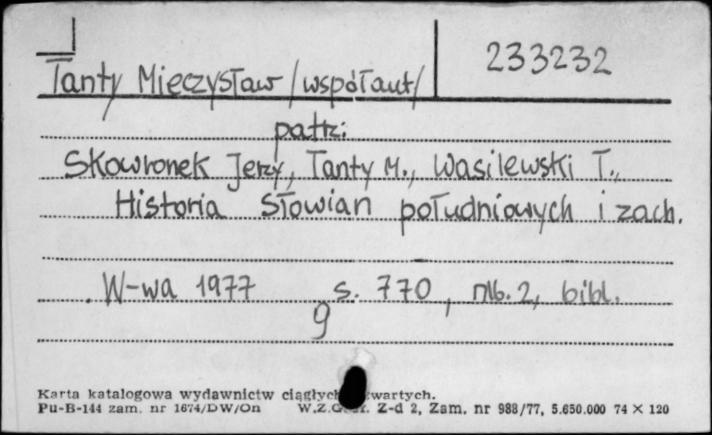 233232
Tanty Mieczysław /współaut/
patrz:
Skowronek Jerzy, Tanty M., Wasilewski T.,
Historia Słowian południowych i zach.
W-wa 1977 s. 770, nlb. 2, bibl.
9
Karta katalogowa wydawnictw ciągłych zwartych.
Pu-B-144 zam. nr 1674/DW/On W.Z.G. Z-d 2, Zam. nr 988/77, 5.650.000 74 X 120